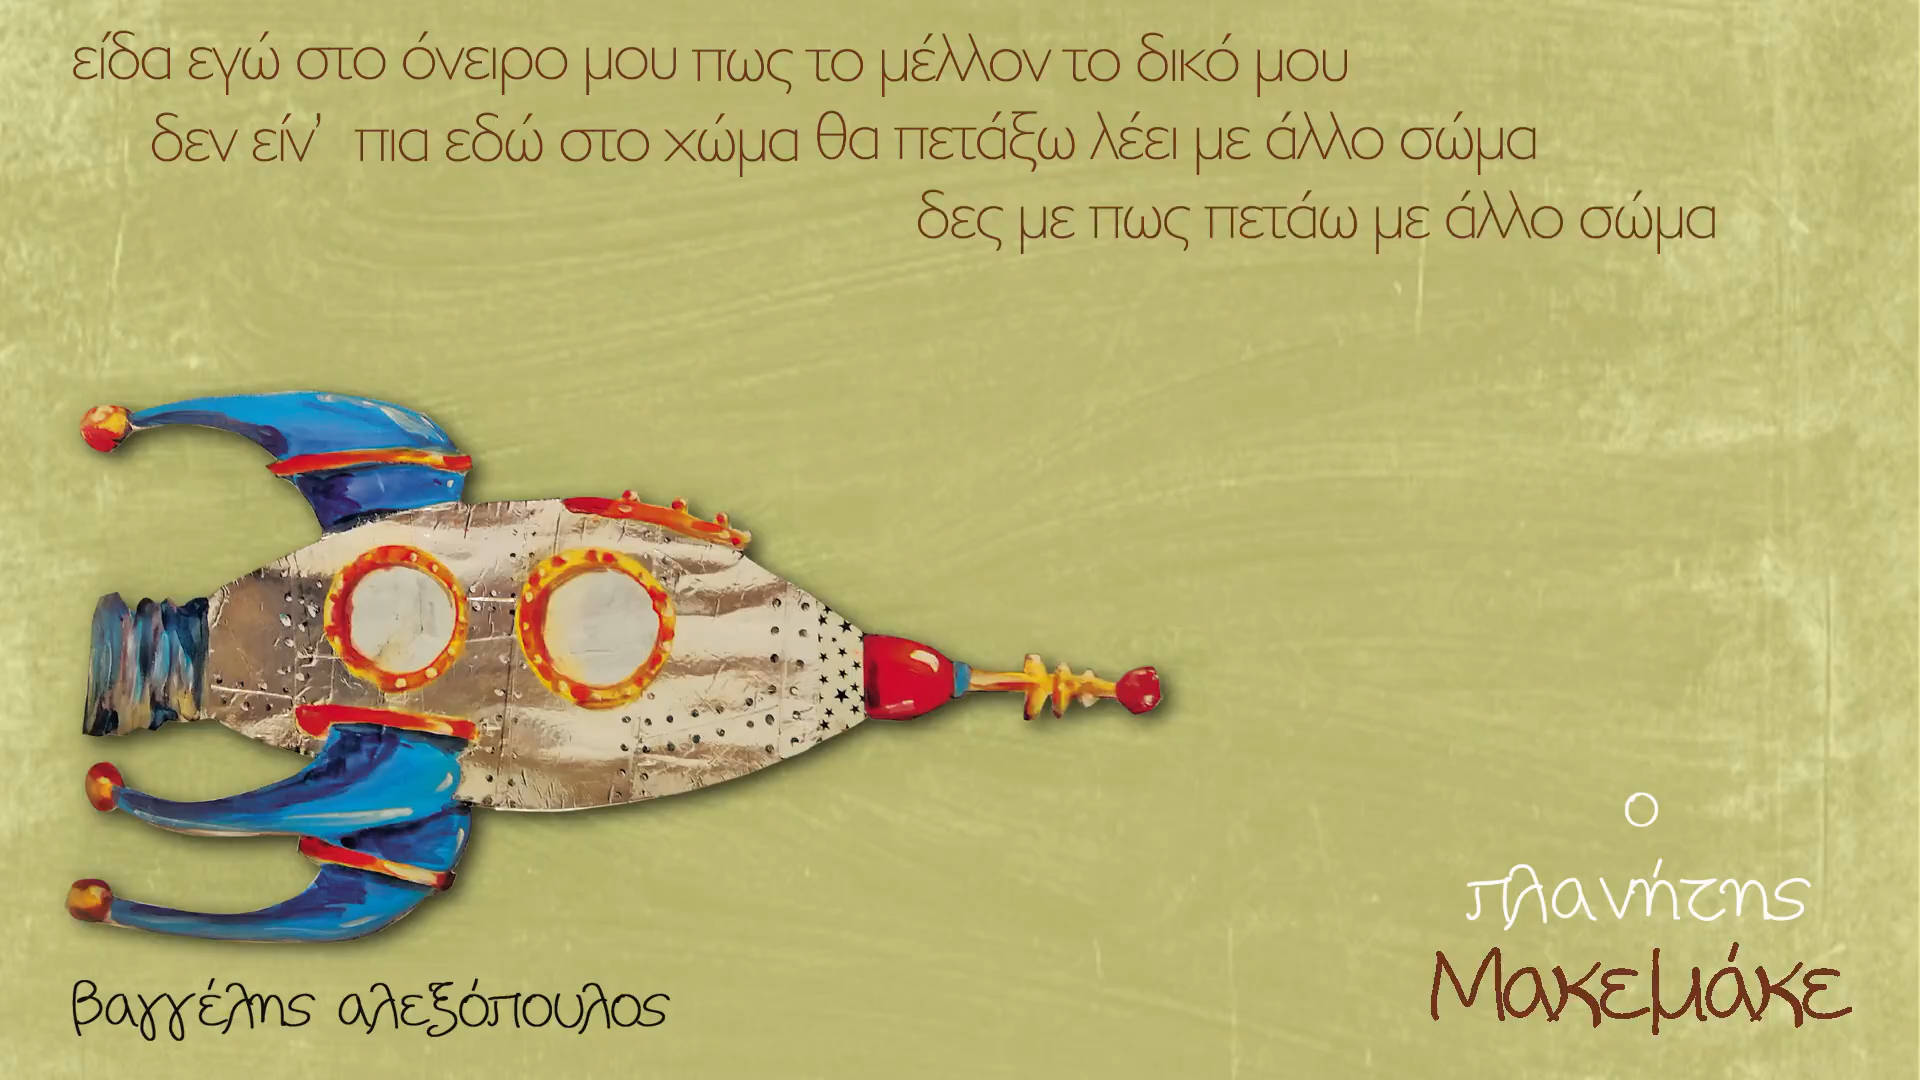 είδα εγώ στο όνειρο μου πως το μέλλον το δικό μου
δεν είν' πια εδώ στο χώμα θα πετάξω λέει με άλλο σώμα
δες με πως πετάω με άλλο σώμα
ο
πλανήτης
Μακεμάκε
βαγγέλης αλεξόπουλος